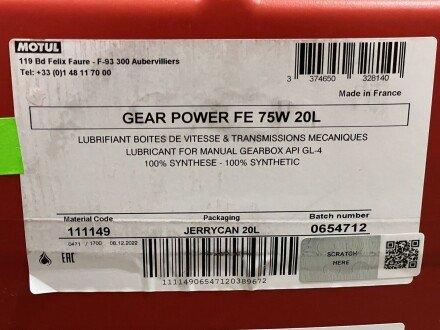 MOTUL
119 Bd Felix Faure - F-93 300 Aubervilliers
Tel: +33 (0)1 48 11 70 00
3 374650 328140
Made in France
GEAR POWER FE 75W 20L
LUBRIFIANT BOITES DE VITESSE & TRANSMISSIONS MECANIQUES
LUBRICANT FOR MANUAL GEARBOX API GL-4
100% SYNTHESE - 100% SYNTHETIC
Material Code Packaging Batch number
111149 JERRYCAN 20L 0654712
0471 / 1700 08.12.2022
EAC
SCRATCH
HERE
11114906547120389672